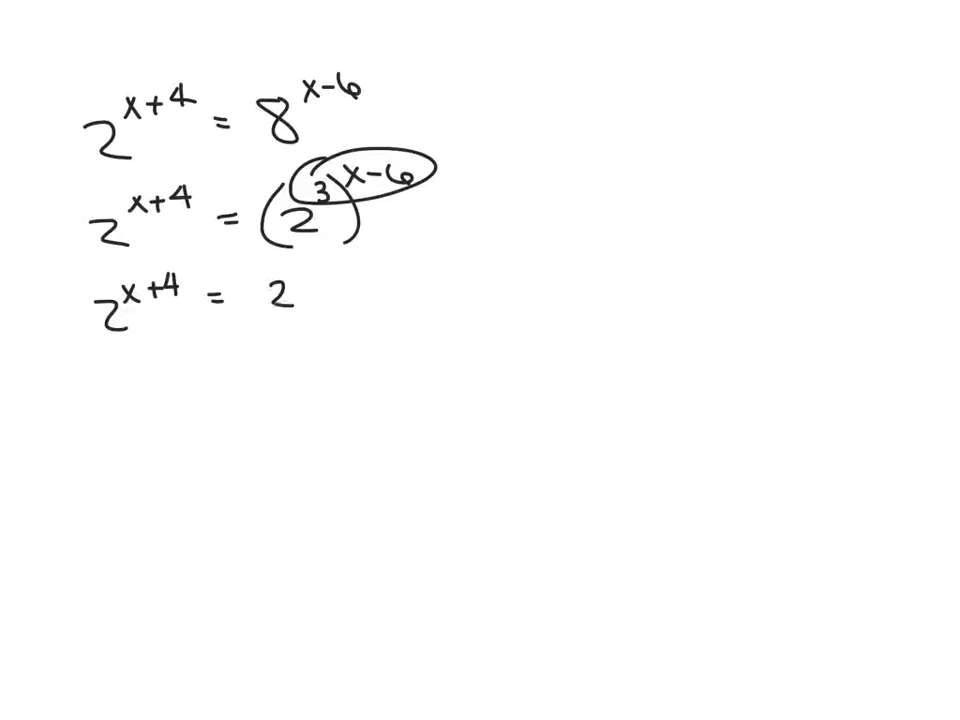 2^{x+4} = 8^{x-6}
2^{x+4} = (2^3)^{x-6}
2^{x+4} = 2